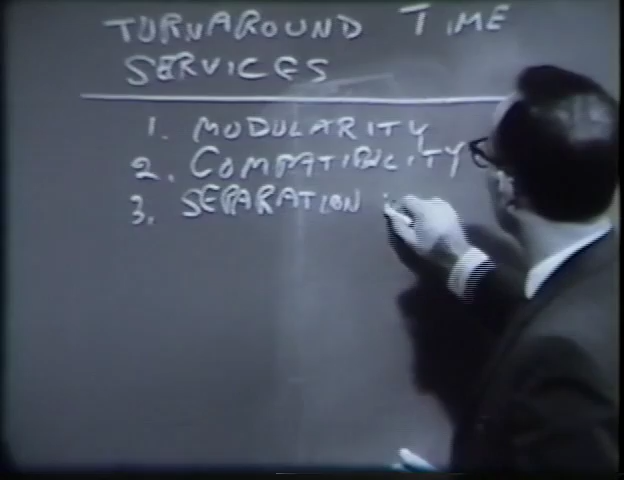 TURNAROUND TIME
SERVICES
1. MODULARITY
2. COMPATIBILITY
3. SEPARATION